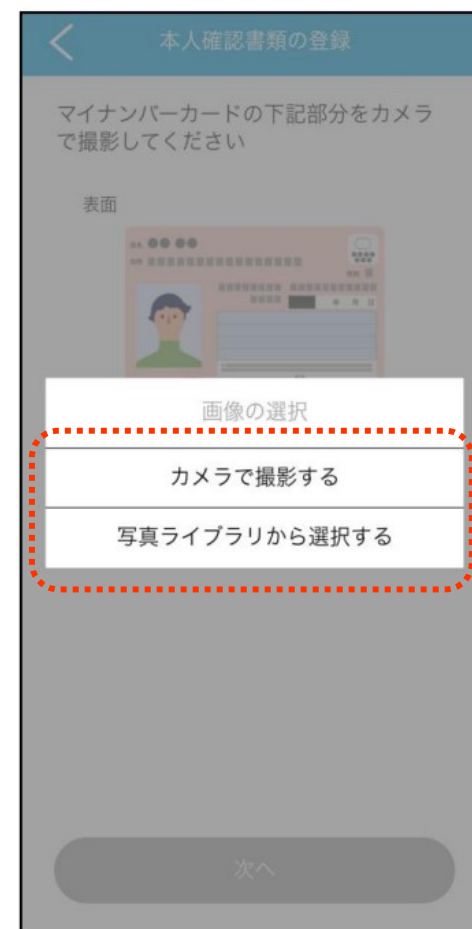 本人確認書類の登録
マイナンバーカードの下記部分をカメラ
で撮影してください
表面
年 月 日
画像の選択
カメラで撮影する
写真ライブラリから選択する
次へ